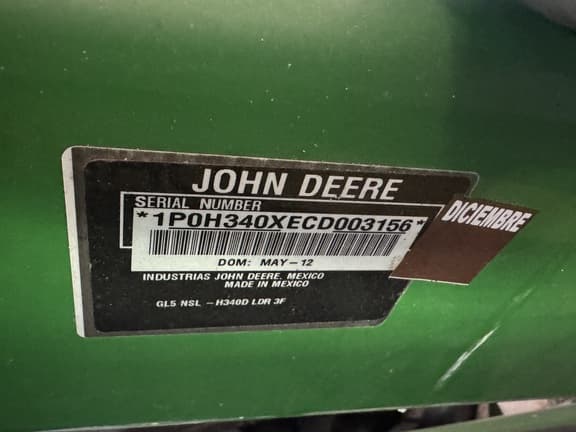 JOHN DEERE
SERIAL NUMBER
*1P0H340XECD003156*
DICIEMBRE
DOM: MAY-12
INDUSTRIAS JOHN DEERE, MEXICO
MADE IN MEXICO
GL5 NSL - H340D LDR 3F